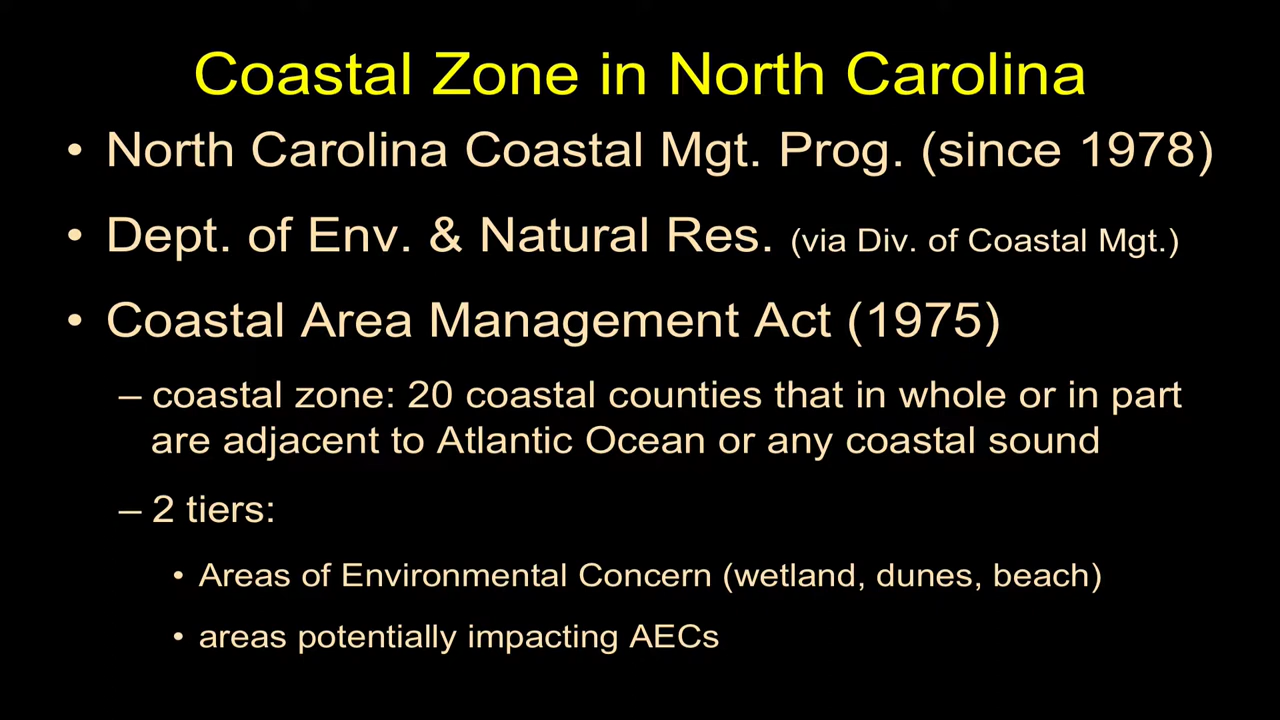 Coastal Zone in North Carolina
• North Carolina Coastal Mgt. Prog. (since 1978)
• Dept. of Env. & Natural Res. (via Div. of Coastal Mgt.)
• Coastal Area Management Act (1975)
– coastal zone: 20 coastal counties that in whole or in part
are adjacent to Atlantic Ocean or any coastal sound
– 2 tiers:
• Areas of Environmental Concern (wetland, dunes, beach)
• areas potentially impacting AECs